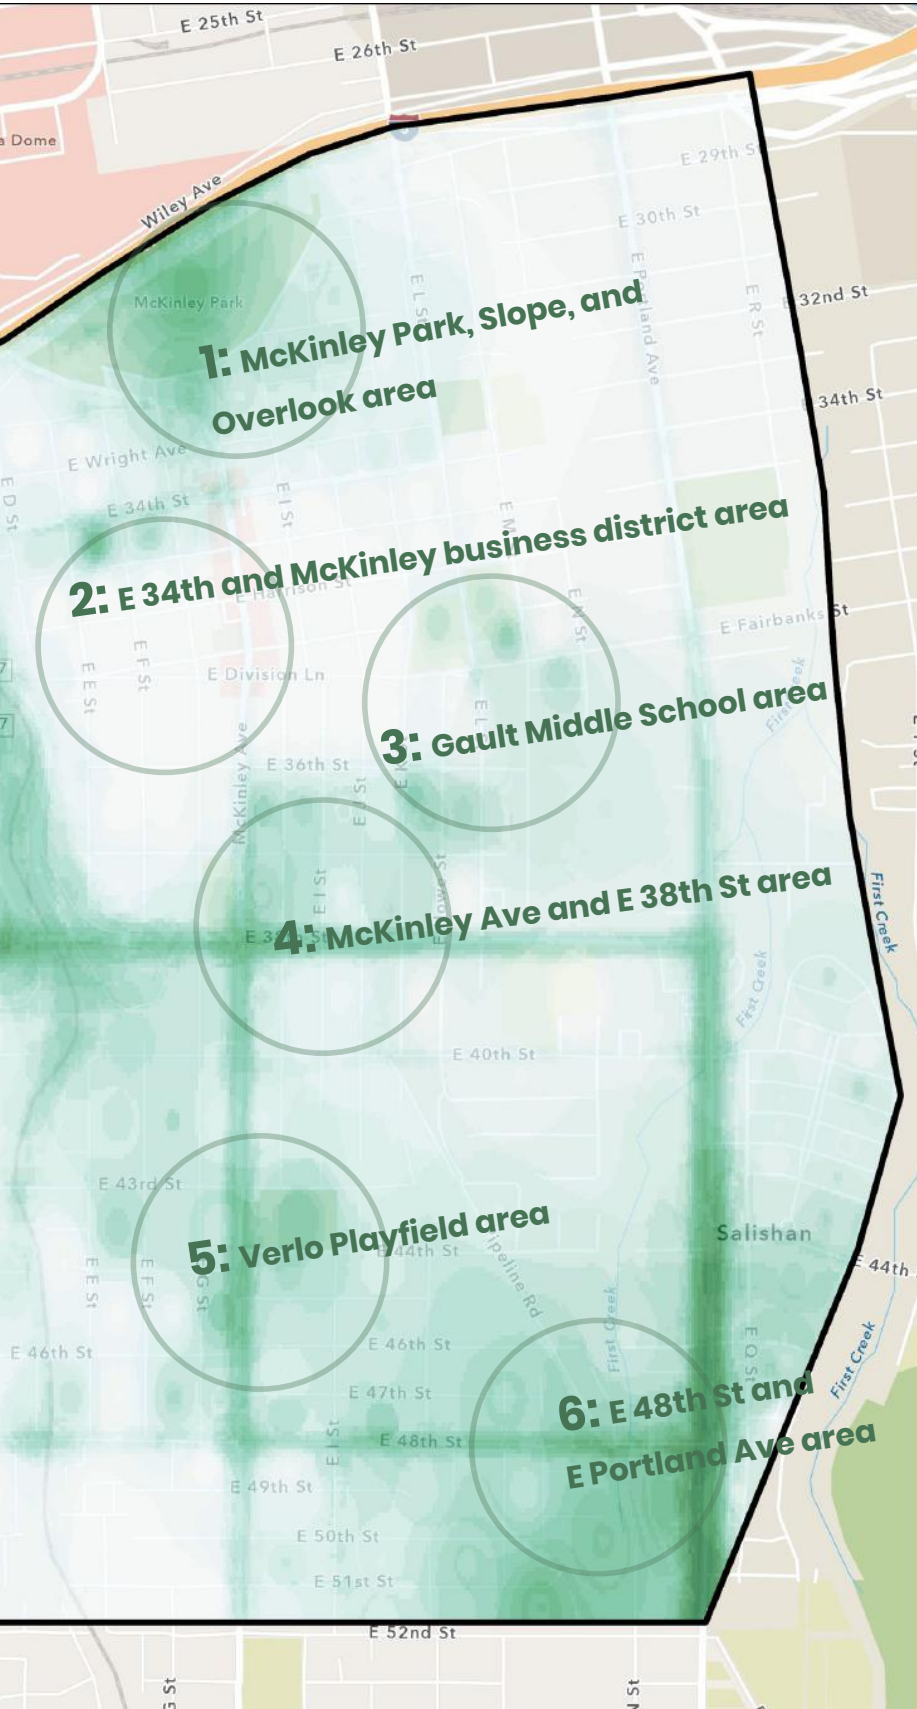 E 25th St
E 26th St
a Dome
Wiley Ave
E 29th St
E 30th St
McKinley Park
E L St
E Portland Ave
E R St
E 32nd St
1: McKinley Park, Slope, and
Overlook area
34th St
E Wright Ave
E D St
E 34th St
E I St
E M
2: E 34th and McKinley business district area
E Harrison St
E N St
E Fairbanks St
E E St
E F St
E Division Ln
7
7
First Creek
E L
3: Gault Middle School area
E K
E 36th St
McKinley Ave
E J St
E I St
4: McKinley Ave and E 38th St area
First Creek
First Creek
E 40th St
E 43rd St
5: Verlo Playfield area
E 44th St
Pipeline Rd
Salishan
E 44th
E E St
E F St
G St
First Creek
E 46th St
E 46th St
E Q St
First Creek
E 47th St
6: E 48th St and
E Portland Ave area
E 48th St
E I St
E 49th St
E 50th St
E 51st St
E 52nd St
G St
N St